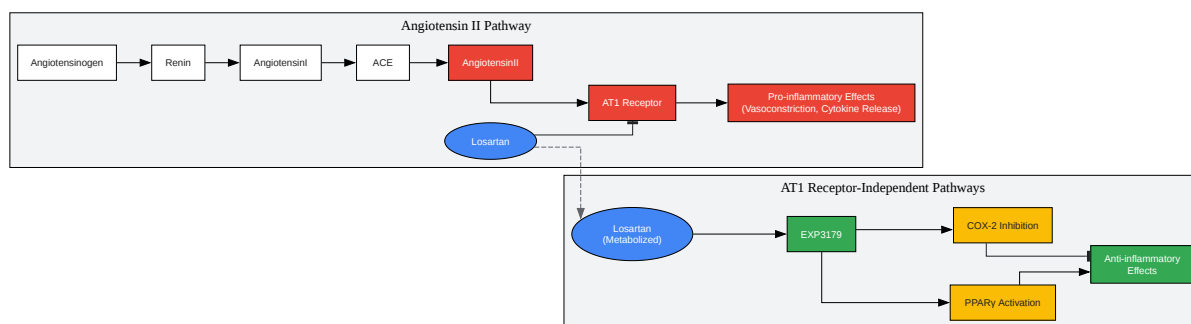 Angiotensin II Pathway
Angiotensinogen
Renin
AngiotensinI
ACE
AngiotensinII
AT1 Receptor
Pro-inflammatory Effects
(Vasoconstriction, Cytokine Release)
Losartan
AT1 Receptor-Independent Pathways
Losartan
(Metabolized)
EXP3179
COX-2 Inhibition
Anti-inflammatory
Effects
PPARγ Activation